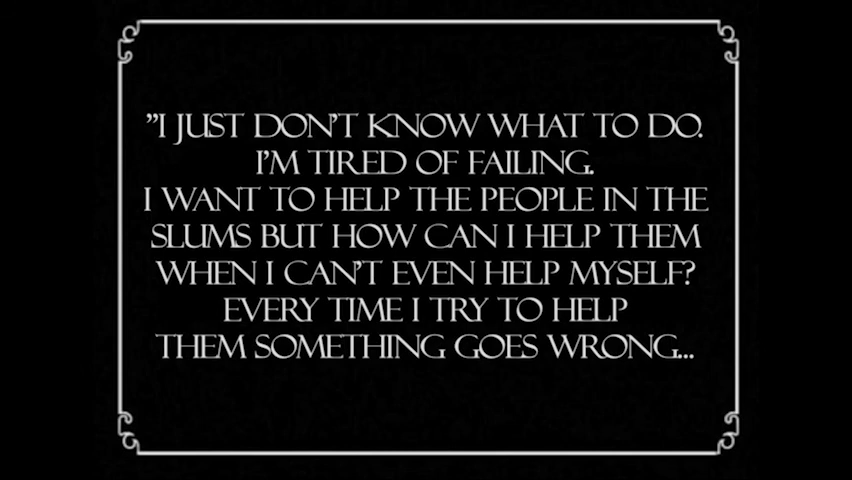 "I JUST DON'T KNOW WHAT TO DO.
I'M TIRED OF FAILING.
I WANT TO HELP THE PEOPLE IN THE
SLUMS BUT HOW CAN I HELP THEM
WHEN I CAN'T EVEN HELP MYSELF?
EVERY TIME I TRY TO HELP
THEM SOMETHING GOES WRONG...